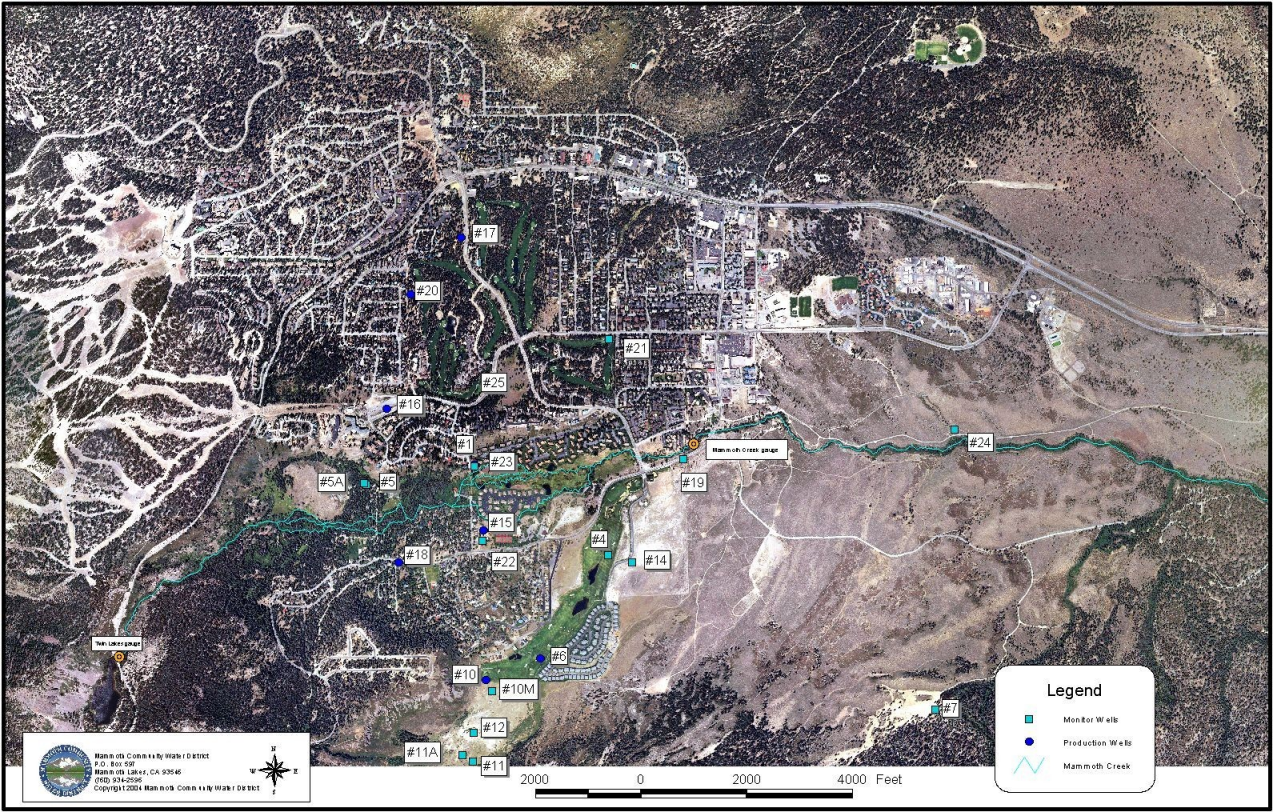 #17
#20
#21
#25
#16
#1
Mammoth Creek gauge
#24
#23
#5A
#5
#19
#15
#4
#18
#22
#14
Twin Lakes gauge
#6
#10
#10M
#7
#12
#11A
#11
Legend
Monitor Wells
Production Wells
Mammoth Creek
Mammoth Community Water District
P.O. Box 597
Mammoth Lakes, CA 93546
(760) 934-2596
Copyright 2004 Mammoth Community Water District
N
W E
S
2000 0 2000 4000 Feet